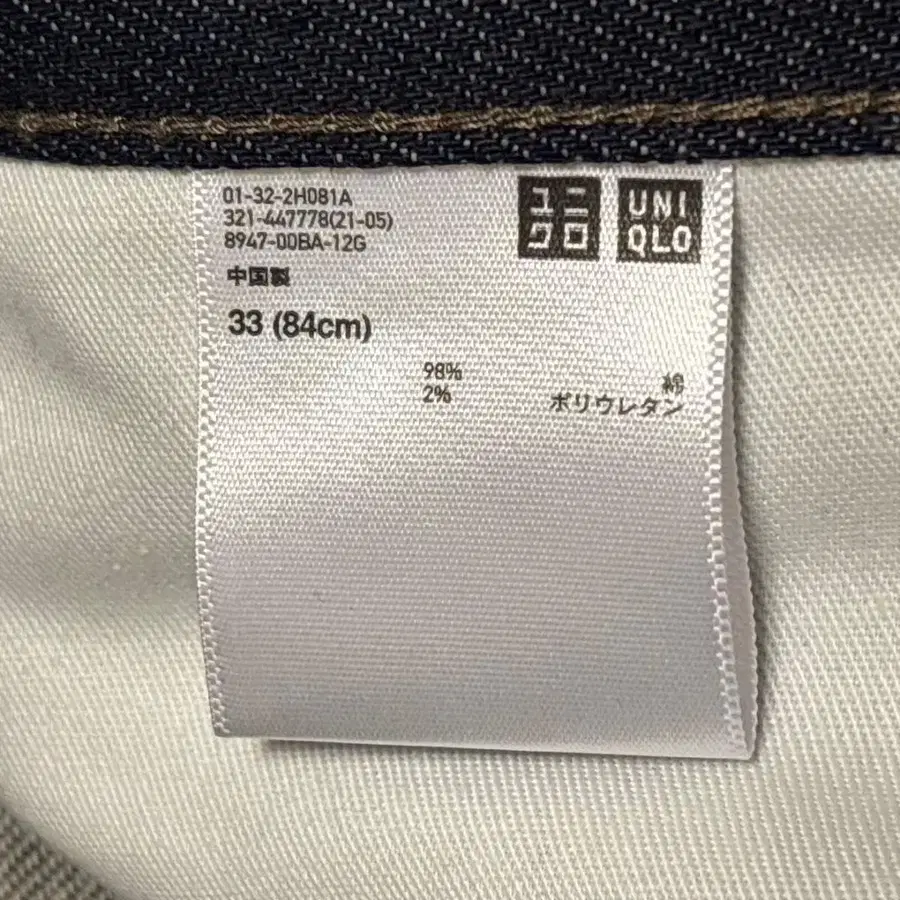 01-32-2H081A
321-447778(21-05)
8947-00BA-12G
中国製
33 (84cm)
ユニ
クロ
UNI
QLO
98% 綿
2% ポリウレタン